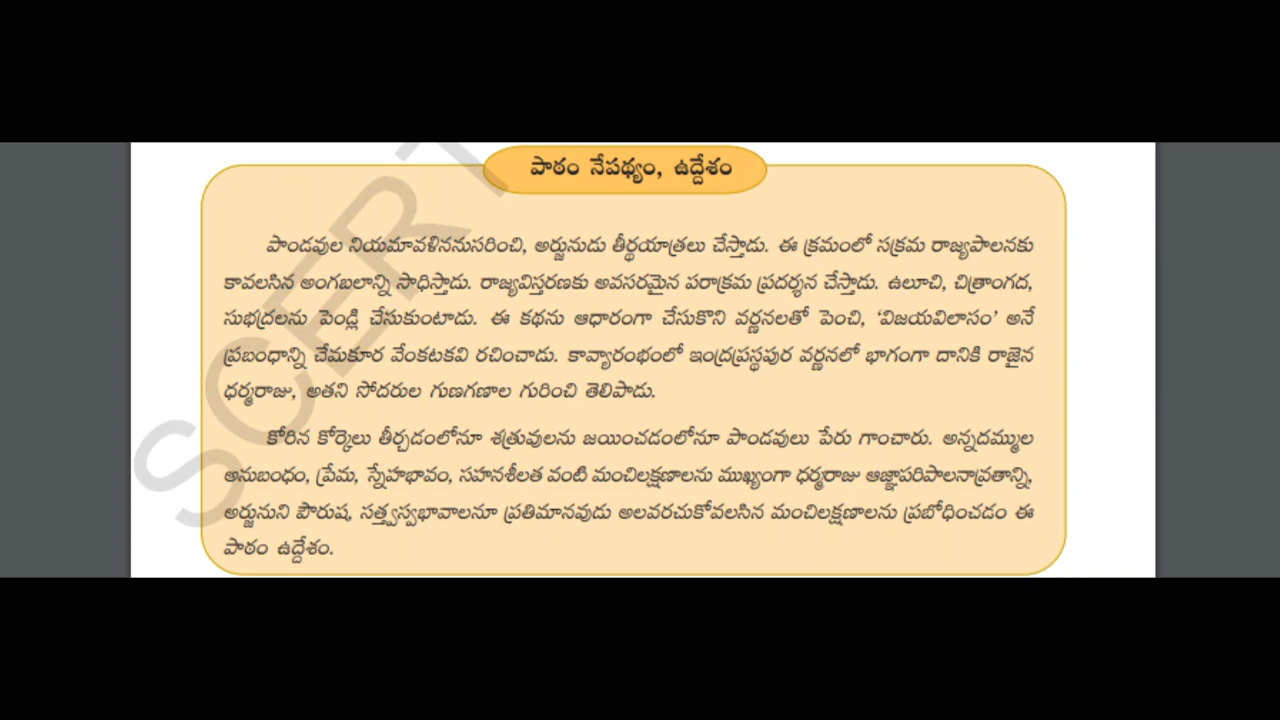 పాఠం నేపథ్యం, ఉద్దేశం
పాండవుల నియమావళిననుసరించి, అర్జునుడు తీర్థయాత్రలు చేస్తాడు. ఈ క్రమంలో సక్రమ రాజ్యపాలనకు
కావలసిన అంగబలాన్ని సాధిస్తాడు. రాజ్యవిస్తరణకు అవసరమైన పరాక్రమ ప్రదర్శన చేస్తాడు. ఉలూచి, చిత్రాంగద,
సుభద్రలను పెండ్లి చేసుకుంటాడు. ఈ కథను ఆధారంగా చేసుకొని వర్ణనలతో పెంచి, ‘విజయవిలాసం’ అనే
ప్రబంధాన్ని చేమకూర వేంకటకవి రచించాడు. కావ్యారంభంలో ఇంద్రప్రస్థపుర వర్ణనలో భాగంగా దానికి రాజైన
ధర్మరాజు, అతని సోదరుల గుణగణాల గురించి తెలిపాడు.
కోరిన కోర్కెలు తీర్చడంలోనూ శత్రువులను జయించడంలోనూ పాండవులు పేరు గాంచారు. అన్నదమ్ముల
అనుబంధం, ప్రేమ, స్నేహభావం, సహనశీలత వంటి మంచిలక్షణాలను ముఖ్యంగా ధర్మరాజు ఆజ్ఞాపరిపాలనావ్రతాన్ని,
అర్జునుని పౌరుష, సత్త్వస్వభావాలనూ ప్రతిమానవుడు అలవరచుకోవలసిన మంచిలక్షణాలను ప్రబోధించడం ఈ
పాఠం ఉద్దేశం.
SCERT